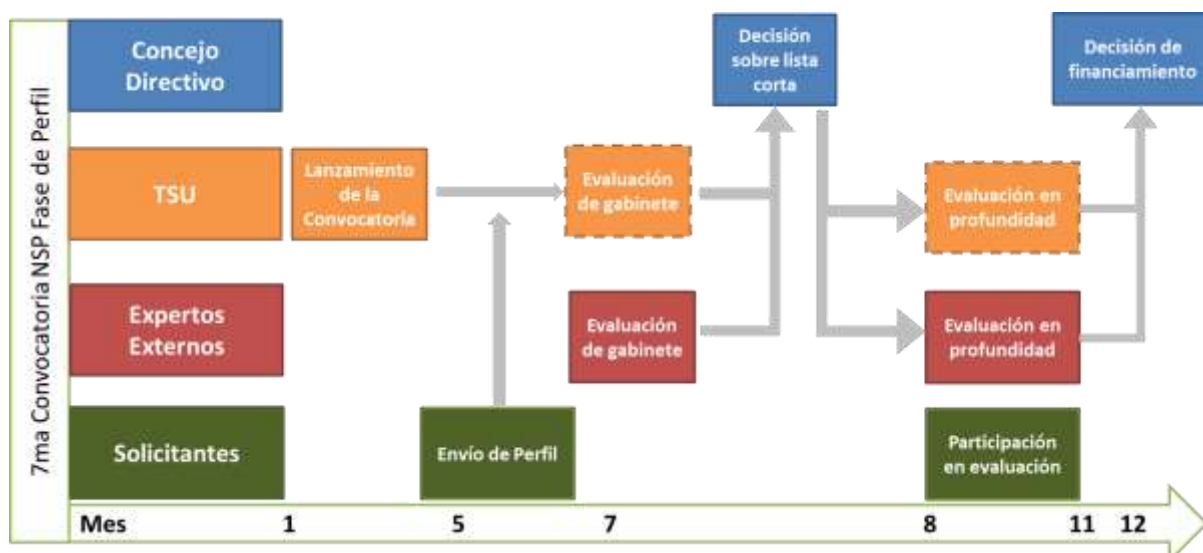 7ma Convocatoria NSP Fase de Perfil
Concejo
Directivo
Decisión
sobre lista
corta
Decisión de
financiamiento
TSU
Lanzamiento
de la
Convocatoria
Evaluación
de gabinete
Evaluación en
profundidad
Expertos
Externos
Evaluación
de gabinete
Evaluación en
profundidad
Solicitantes
Envío de Perfil
Participación
en evaluación
Mes 1 5 7 8 11 12